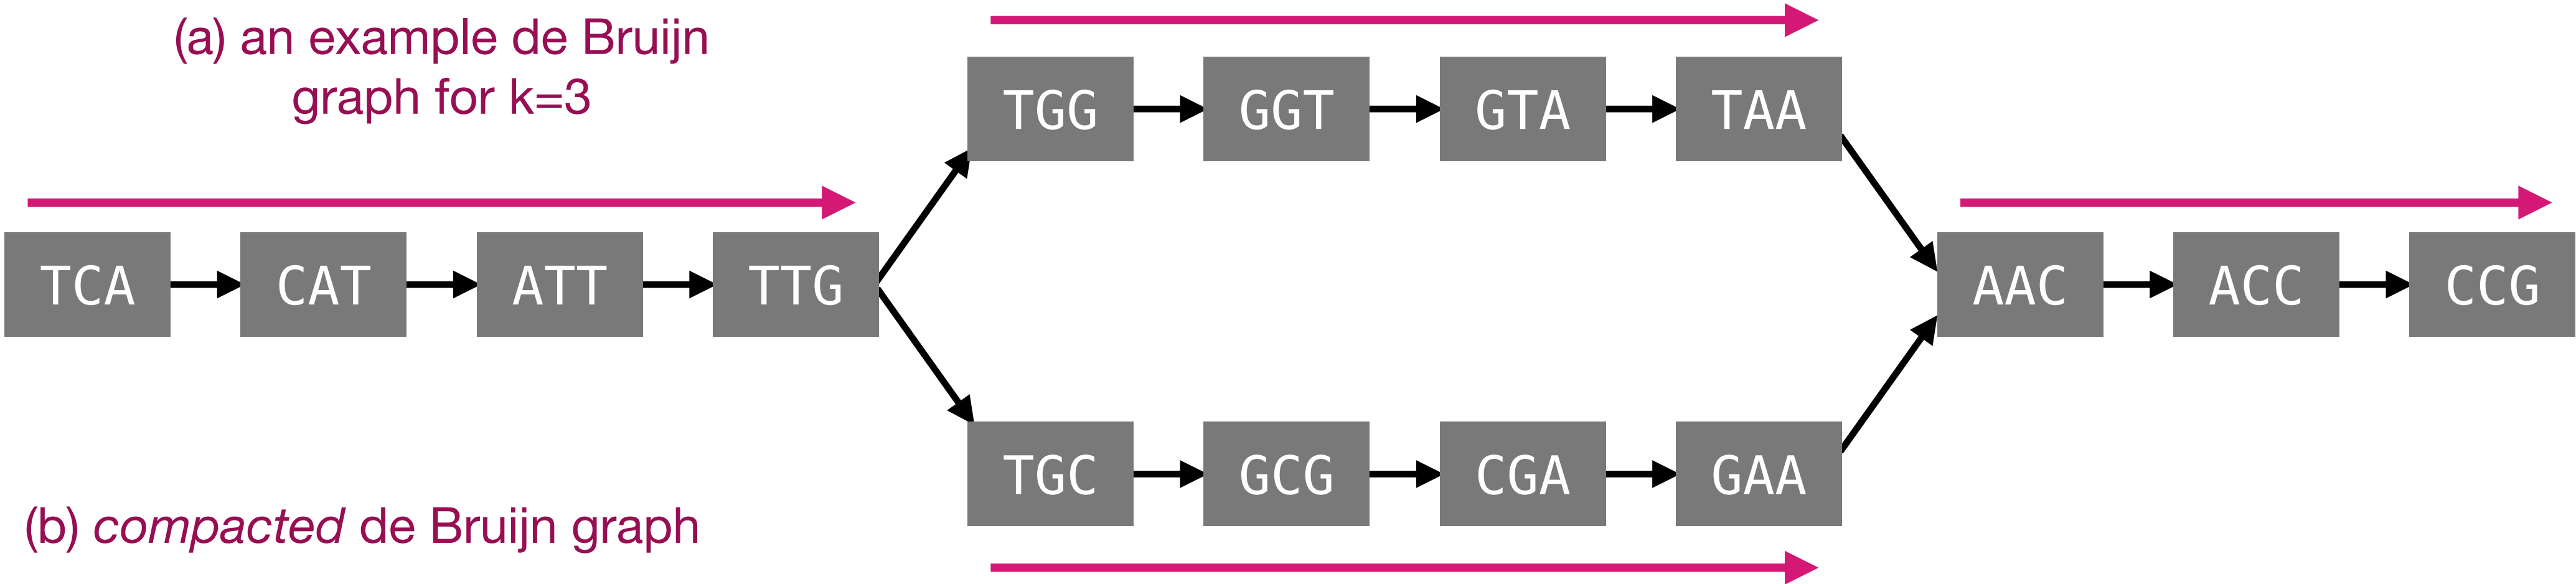 (a) an example de Bruijn
graph for k=3
TGG GGT GTA TAA
TCA CAT ATT TTG
AAC ACC CCG
TGC GCG CGA GAA
(b) compacted de Bruijn graph